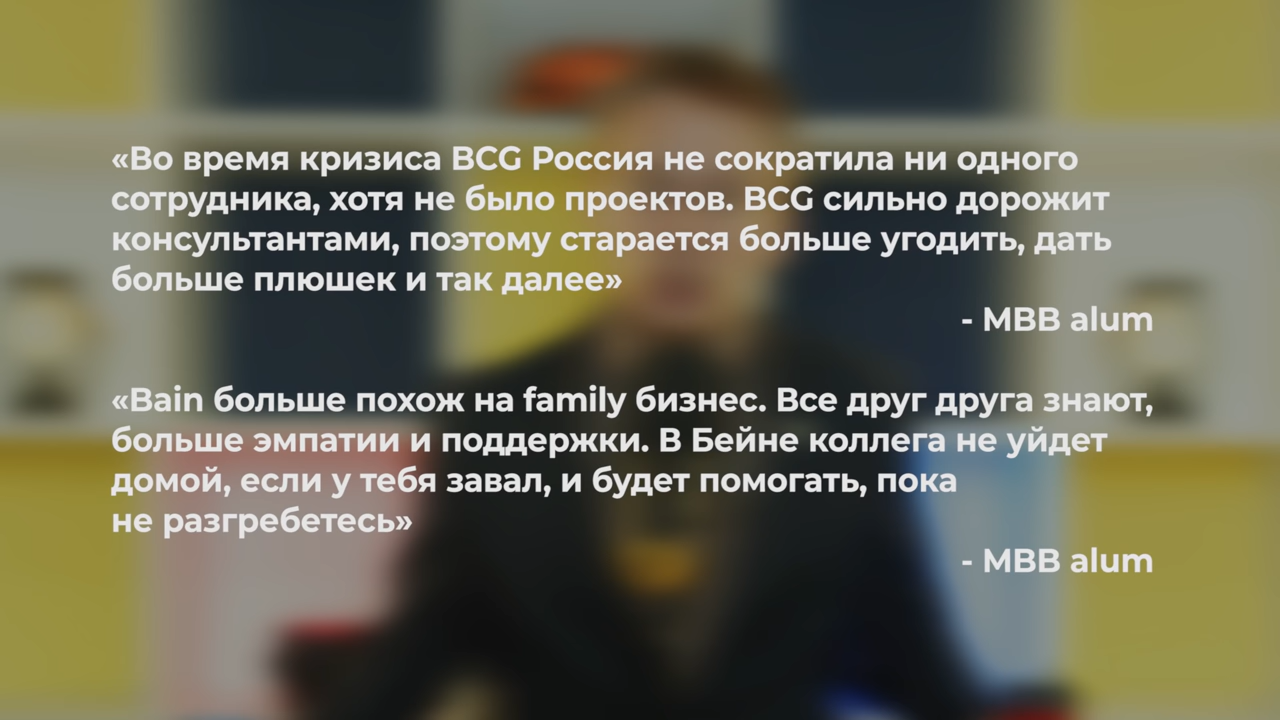 «Во время кризиса BCG Россия не сократила ни одного
сотрудника, хотя не было проектов. BCG сильно дорожит
консультантами, поэтому старается больше угодить, дать
больше плюшек и так далее»
- MBB alum
«Bain больше похож на family бизнес. Все друг друга знают,
больше эмпатии и поддержки. В Бейне коллега не уйдет
домой, если у тебя завал, и будет помогать, пока
не разгребетесь»
- MBB alum